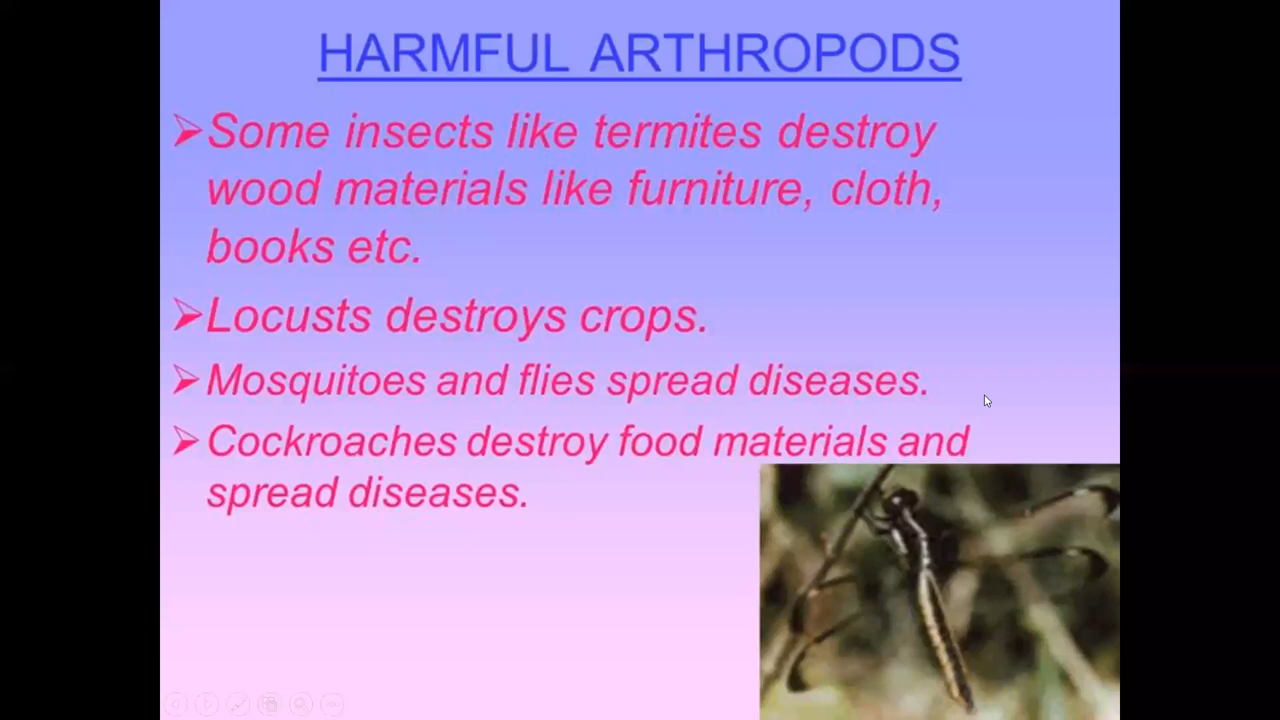 HARMFUL ARTHROPODS
➢Some insects like termites destroy
wood materials like furniture, cloth,
books etc.
➢Locusts destroys crops.
➢Mosquitoes and flies spread diseases.
➢Cockroaches destroy food materials and
spread diseases.